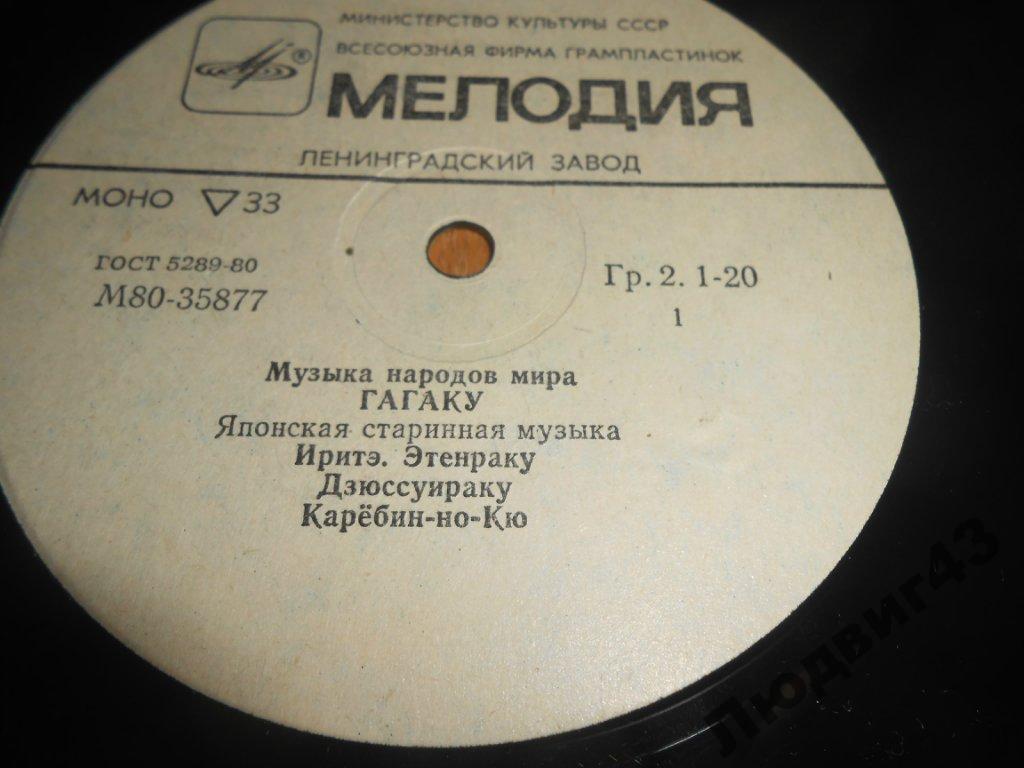 МИНИСТЕРСТВО КУЛЬТУРЫ СССР
ВСЕСОЮЗНАЯ ФИРМА ГРАМПЛАСТИНОК
®
МЕЛОДИЯ
ЛЕНИНГРАДСКИЙ ЗАВОД
МОНО ▽ 33
ГОСТ 5289-80
М80-35877
Гр. 2. 1-20
1
Музыка народов мира
ГАГАКУ
Японская старинная музыка
Иритэ. Этенраку
Дзюссуираку
Карёбин-но-Кю
Людвиг43